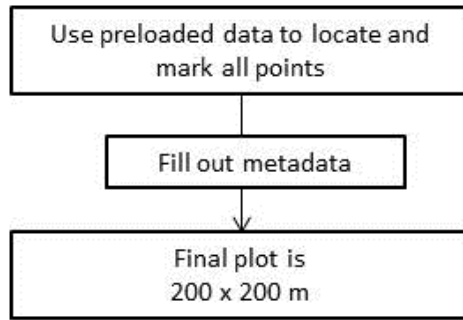 Use preloaded data to locate and
mark all points
Fill out metadata
Final plot is
200 x 200 m